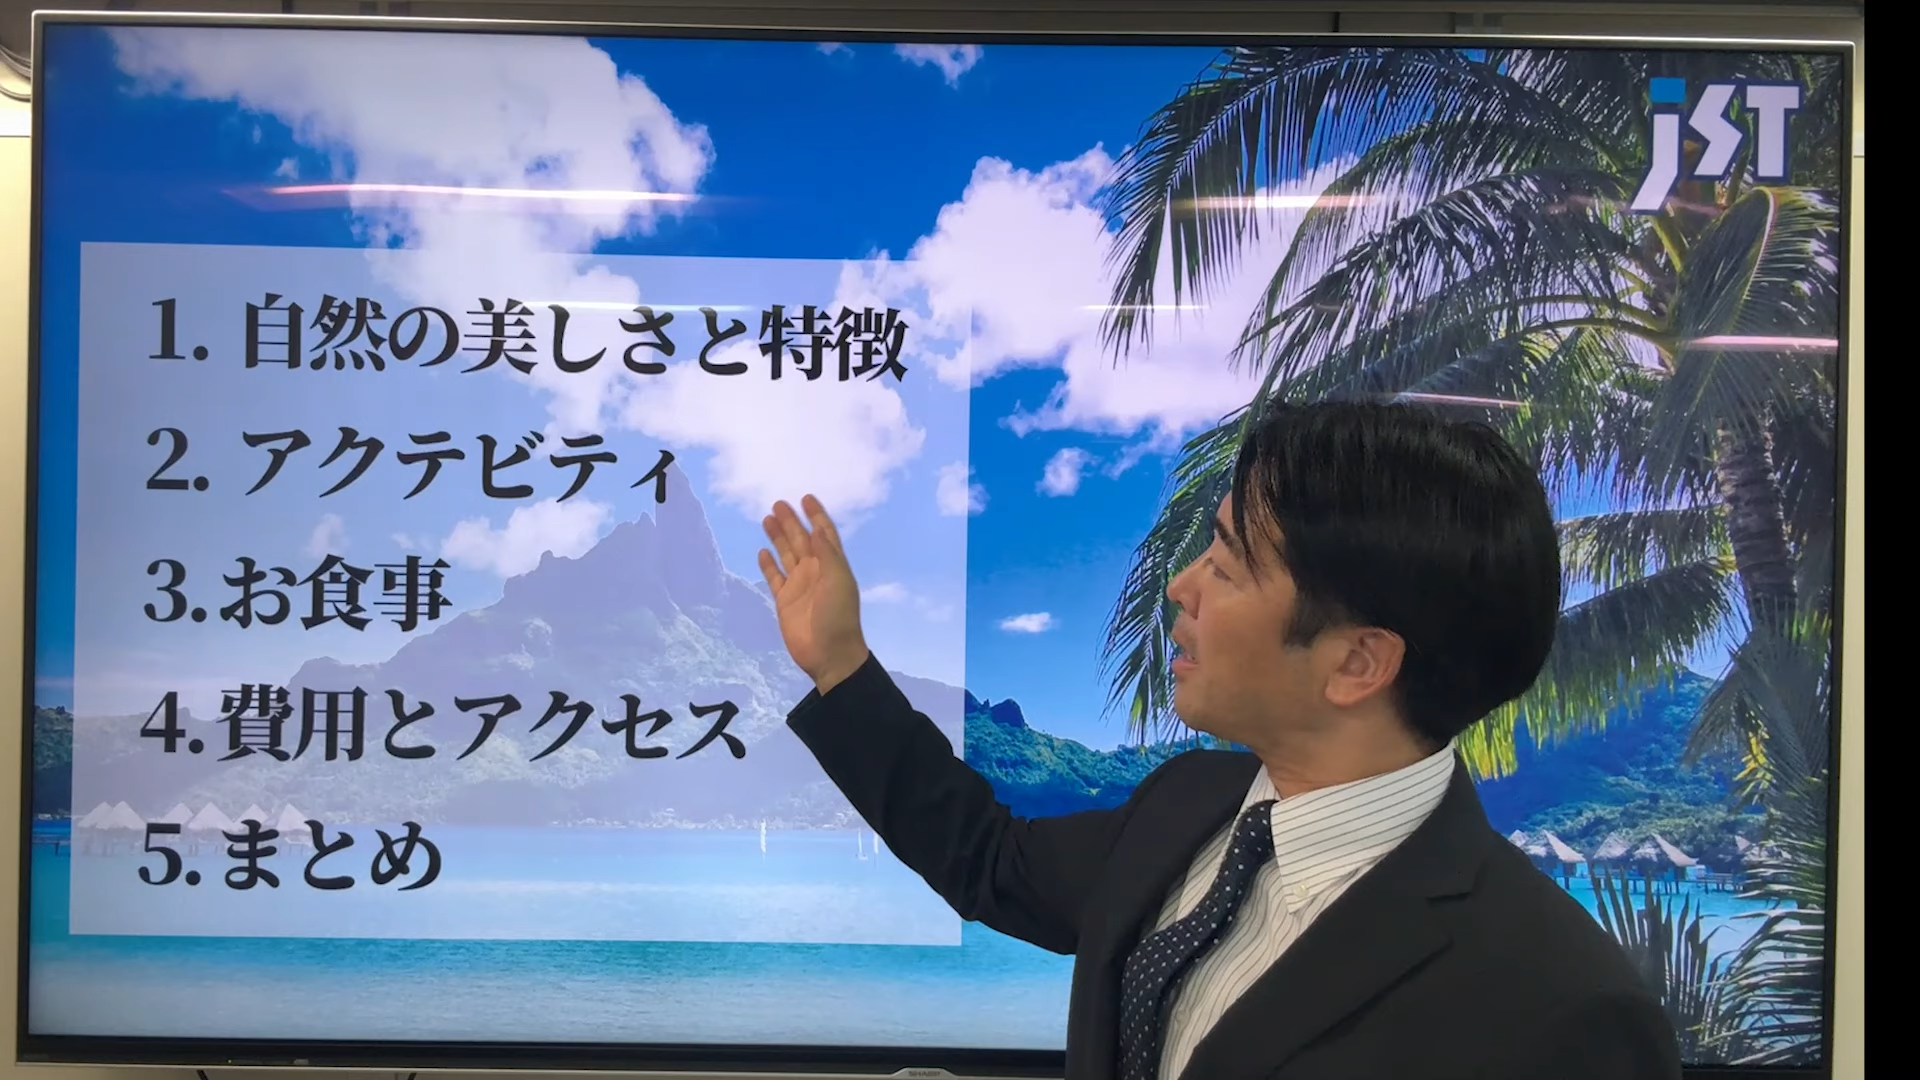 jST
1. 自然の美しさと特徴
2. アクテビティ
3. お食事
4. 費用とアクセス
5. まとめ
SHARP